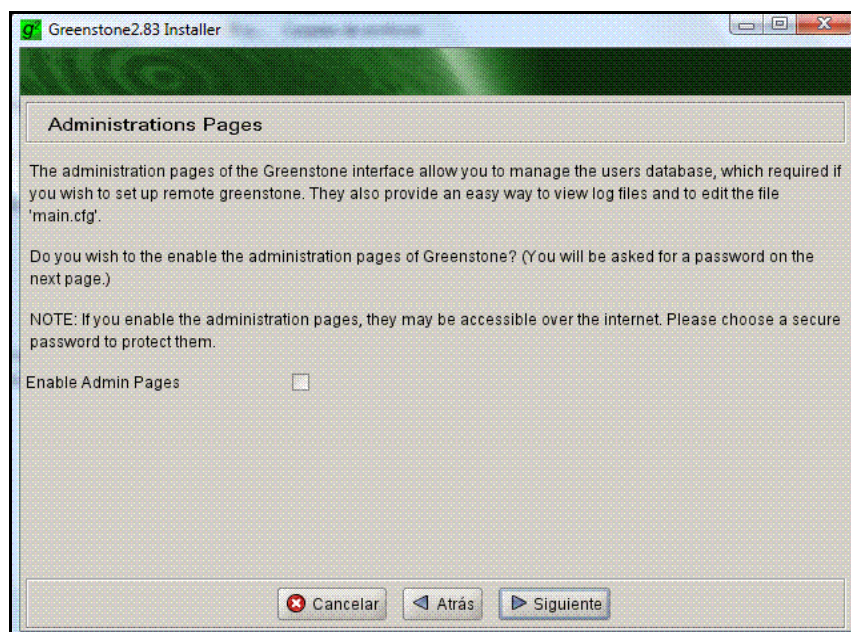 Greenstone2.83 Installer
Administrations Pages
The administration pages of the Greenstone interface allow you to manage the users database, which required if
you wish to set up remote greenstone. They also provide an easy way to view log files and to edit the file
'main.cfg'.
Do you wish to the enable the administration pages of Greenstone? (You will be asked for a password on the
next page.)
NOTE: If you enable the administration pages, they may be accessible over the internet. Please choose a secure
password to protect them.
Enable Admin Pages
Cancelar Atrás Siguiente